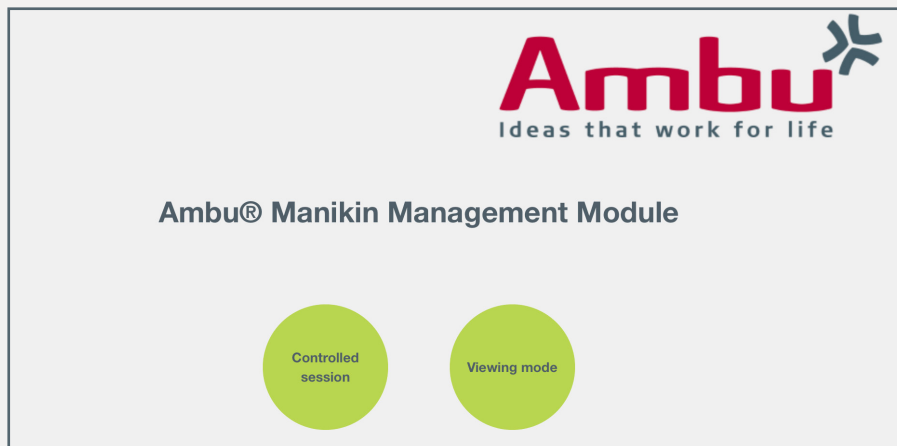 Ambu
Ideas that work for life
Ambu® Manikin Management Module
Controlled
session
Viewing mode